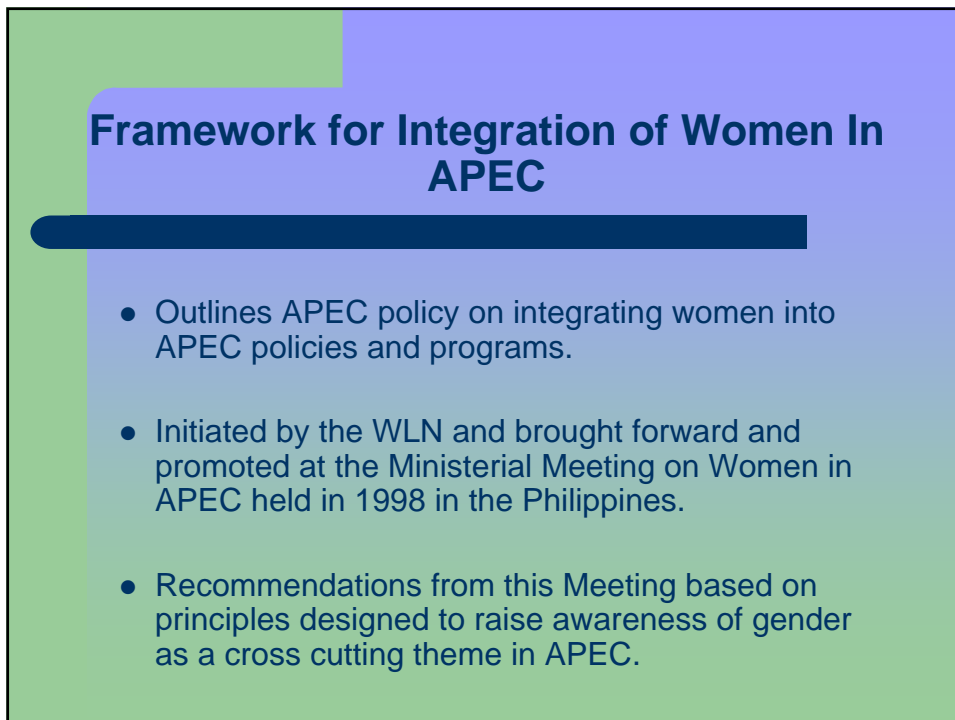 Framework for Integration of Women In
APEC
● Outlines APEC policy on integrating women into
APEC policies and programs.
● Initiated by the WLN and brought forward and
promoted at the Ministerial Meeting on Women in
APEC held in 1998 in the Philippines.
● Recommendations from this Meeting based on
principles designed to raise awareness of gender
as a cross cutting theme in APEC.